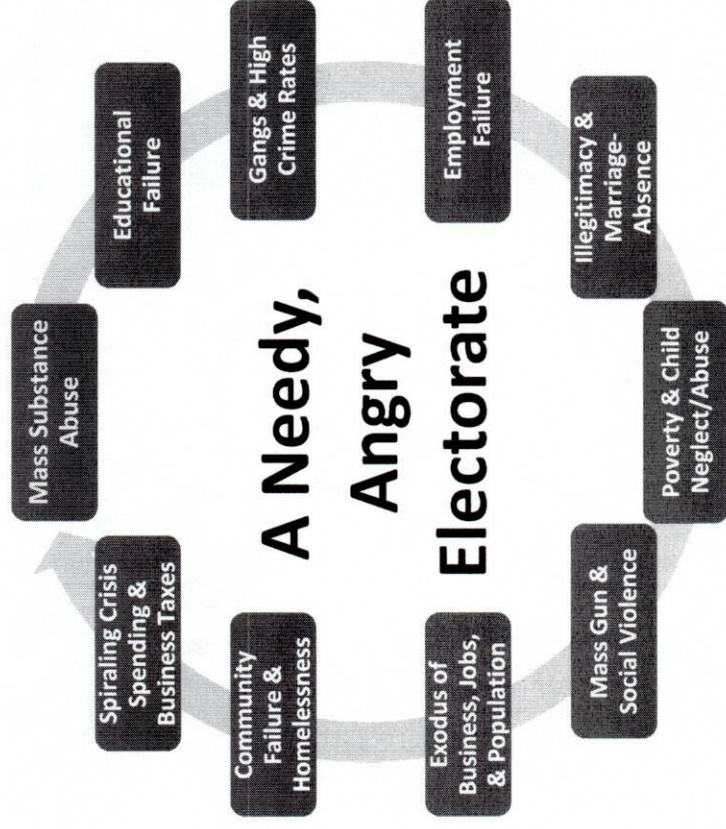 Mass Substance
Abuse
Educational
Failure
Gangs & High
Crime Rates
Employment
Failure
Illegitimacy &
Marriage-
Absence
Poverty & Child
Neglect/Abuse
Mass Gun &
Social Violence
Exodus of
Business, Jobs,
& Population
Community
Failure &
Homelessness
Spiraling Crisis
Spending &
Business Taxes
A Needy,
Angry
Electorate